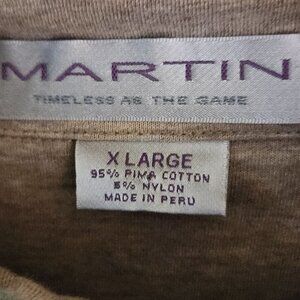 MARTIN
TIMELESS AS THE GAME
X LARGE
95% PIMA COTTON
5% NYLON
MADE IN PERU